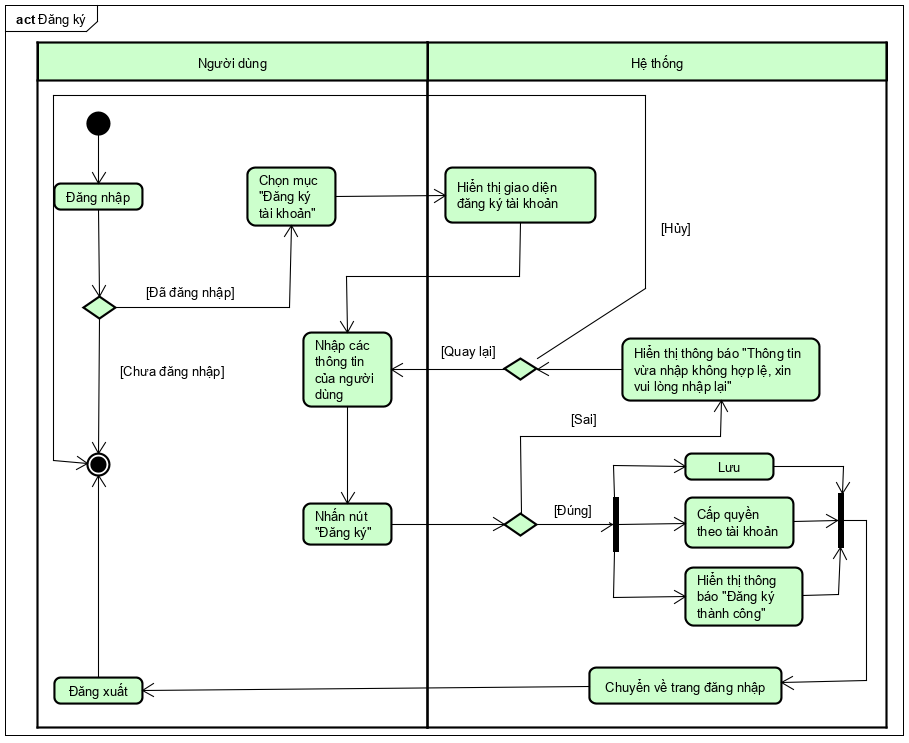 act Đăng ký
Người dùng
Hệ thống
Đăng nhập
Chọn mục
"Đăng ký
tài khoản"
Hiển thị giao diện
đăng ký tài khoản
[Hủy]
[Đã đăng nhập]
[Chưa đăng nhập]
Nhập các
thông tin
của người
dùng
[Quay lại]
Hiển thị thông báo "Thông tin
vừa nhập không hợp lệ, xin
vui lòng nhập lại"
[Sai]
Nhấn nút
"Đăng ký"
[Đúng]
Lưu
Cấp quyền
theo tài khoản
Hiển thị thông
báo "Đăng ký
thành công"
Đăng xuất
Chuyển về trang đăng nhập